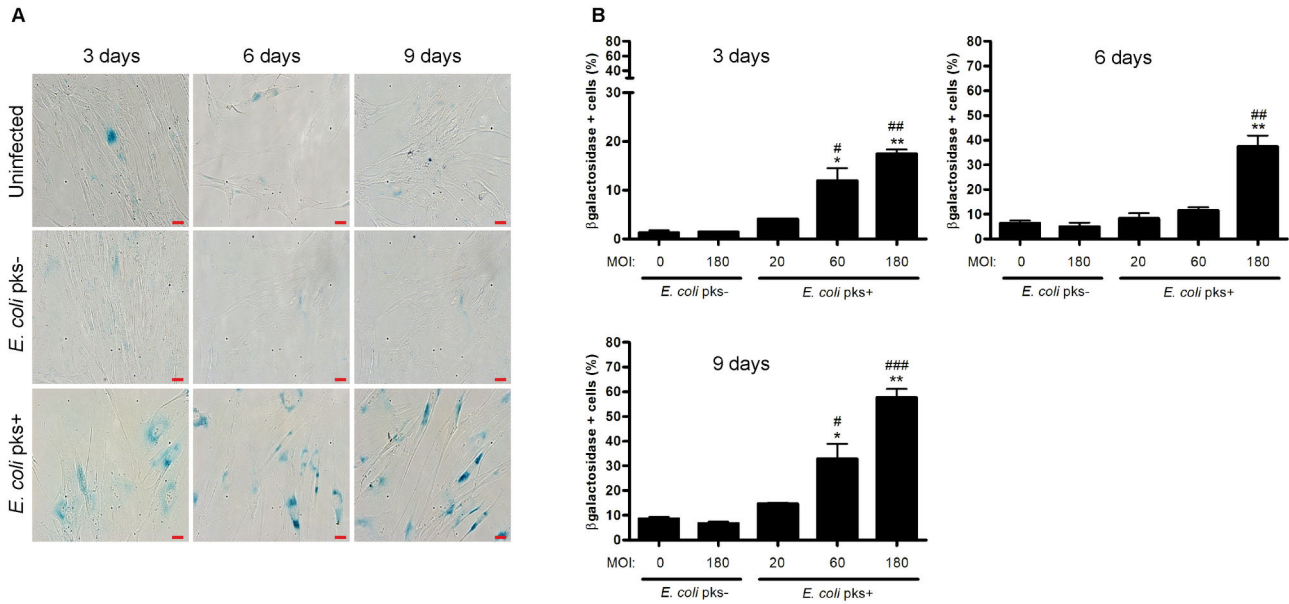 A
3 days
6 days
9 days
Uninfected
E. coli pks-
E. coli pks+
B
3 days
βgalactosidase + cells (%)
80
60
40
20
20
10
0
#
*
##
**
MOI:
0
180
20
60
180
E. coli pks-
E. coli pks+
6 days
βgalactosidase + cells (%)
80
70
60
50
40
30
20
10
0
##
**
MOI:
0
180
20
60
180
E. coli pks-
E. coli pks+
9 days
βgalactosidase + cells (%)
80
70
60
50
40
30
20
10
0
#
*
###
**
MOI:
0
180
20
60
180
E. coli pks-
E. coli pks+